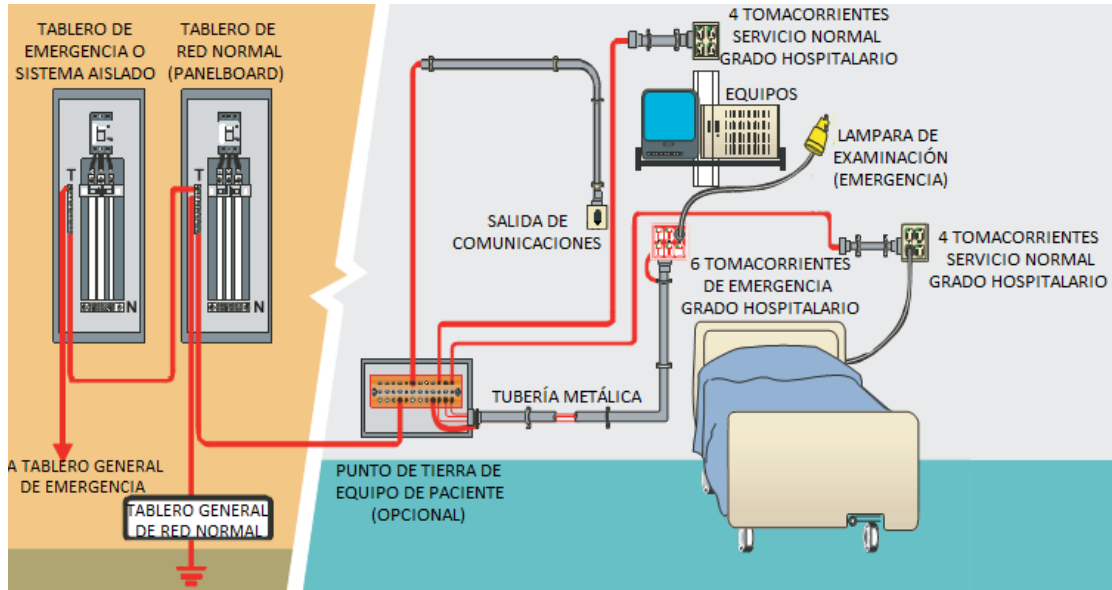 TABLERO DE
EMERGENCIA O
SISTEMA AISLADO
TABLERO DE
RED NORMAL
(PANELBOARD)
T
N
T
N
A TABLERO GENERAL
DE EMERGENCIA
TABLERO GENERAL
DE RED NORMAL
4 TOMACORRIENTES
SERVICIO NORMAL
GRADO HOSPITALARIO
EQUIPOS
LAMPARA DE
EXAMINACIÓN
(EMERGENCIA)
SALIDA DE
COMUNICACIONES
6 TOMACORRIENTES
DE EMERGENCIA
GRADO HOSPITALARIO
4 TOMACORRIENTES
SERVICIO NORMAL
GRADO HOSPITALARIO
TUBERÍA METÁLICA
PUNTO DE TIERRA DE
EQUIPO DE PACIENTE
(OPCIONAL)